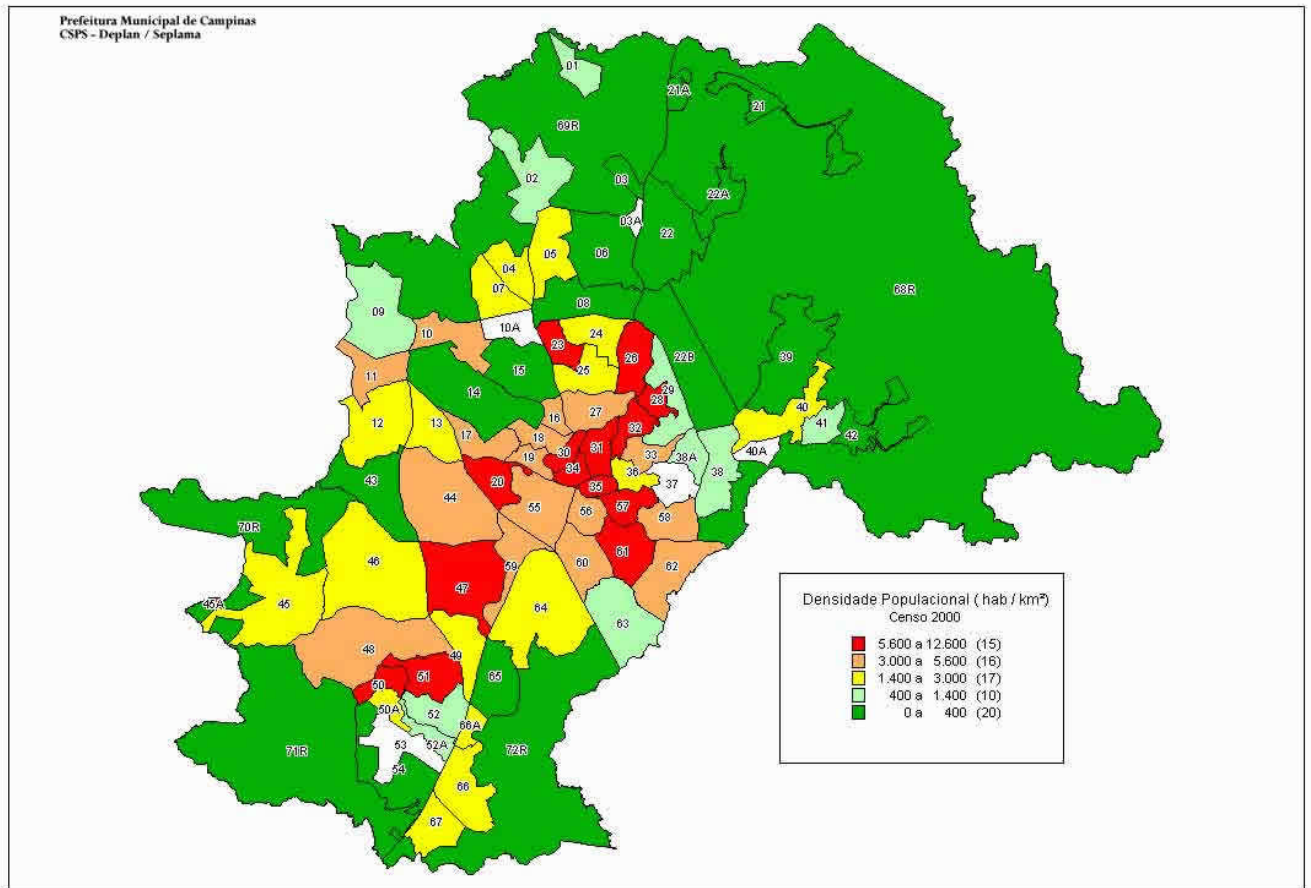 Prefeitura Municipal de Campinas
CSPS - Deplan / Seplama
01
21A
21
69R
03
02
22A
03A
22
05
06
04
07
68R
08
09
10
10A
24
23
26
22B
39
25
15
11
29
14
28
40
27
16
41
12
13
32
42
17
18
31
30
33
38A
40A
19
34
36
38
43
20
37
35
44
55
56
57
58
70R
61
46
59
60
62
47
45A
45
64
63
48
49
65
50
51
50A
52
66A
53
52A
71R
72R
54
66
67
Densidade Populacional ( hab / km²)
Censo 2000
5.600 a 12.600 (15)
3.000 a 5.600 (16)
1.400 a 3.000 (17)
400 a 1.400 (10)
0 a 400 (20)